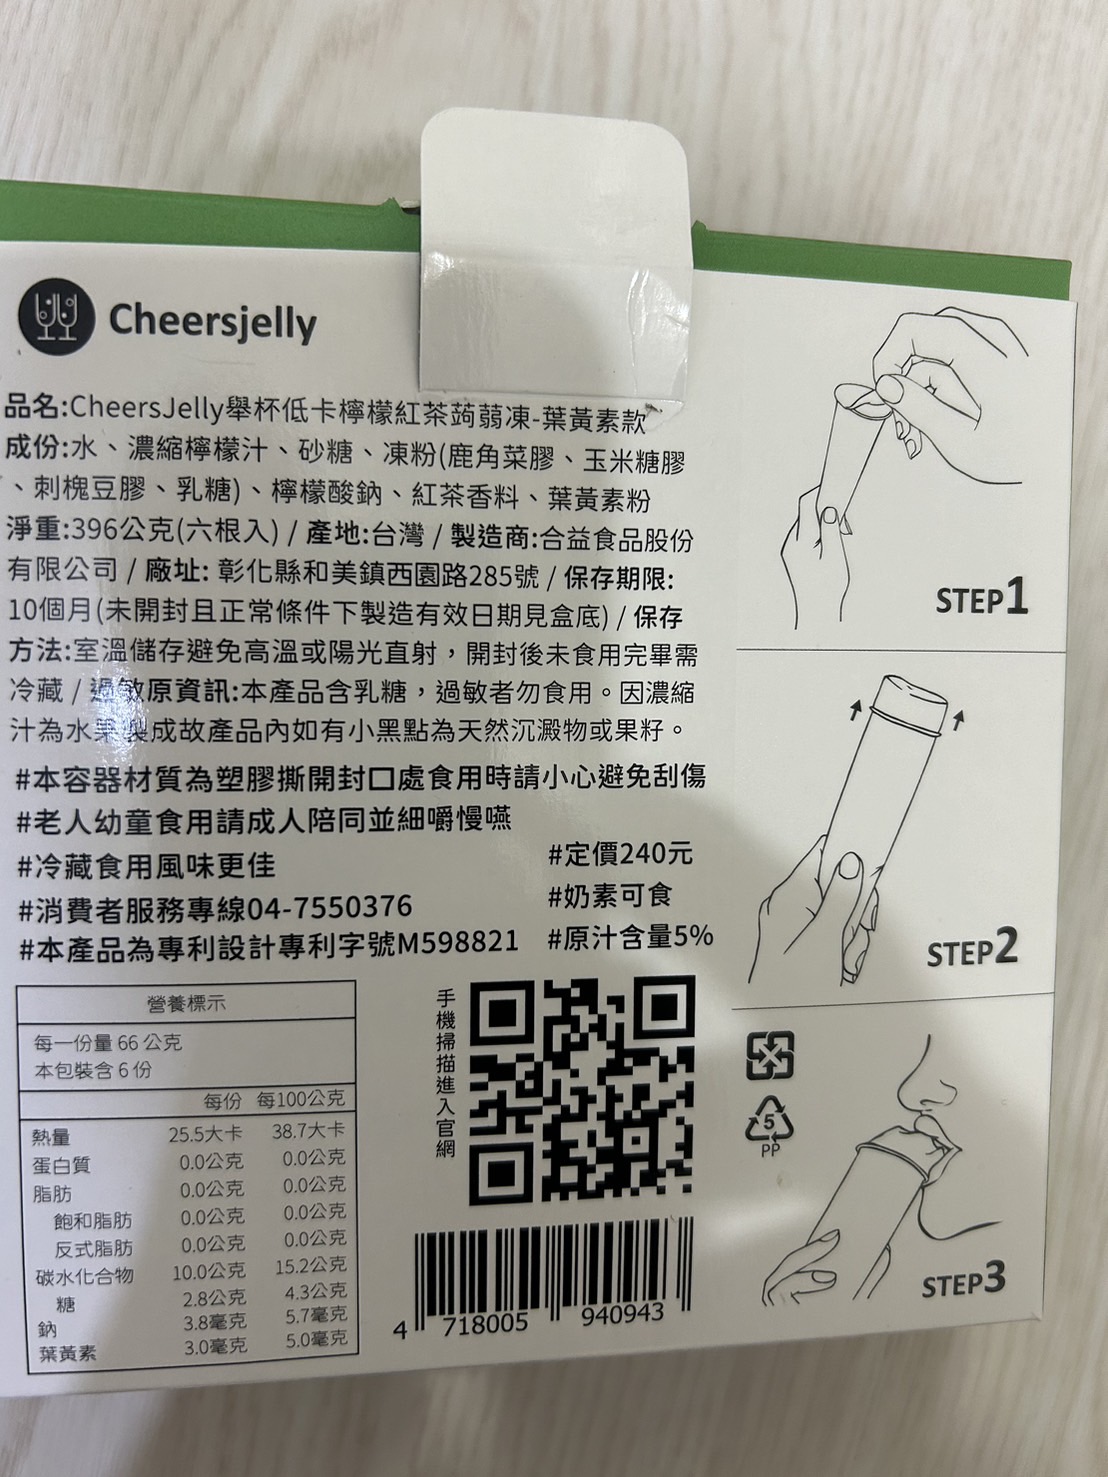 Cheersjelly
品名:CheersJelly舉杯低卡檸檬紅茶蒟蒻凍-葉黃素款
成份:水、濃縮檸檬汁、砂糖、凍粉(鹿角菜膠、玉米糖膠
、刺槐豆膠、乳糖)、檸檬酸鈉、紅茶香料、葉黃素粉
淨重:396公克(六根入) / 產地:台灣 / 製造商:合益食品股份
有限公司 / 廠址: 彰化縣和美鎮西園路285號 / 保存期限:
10個月(未開封且正常條件下製造有效日期見盒底) / 保存
方法:室溫儲存避免高溫或陽光直射，開封後未食用完畢需
冷藏 / 過敏原資訊:本產品含乳糖，過敏者勿食用。因濃縮
汁為水果製成故產品內如有小黑點為天然沉澱物或果籽。
#本容器材質為塑膠撕開封口處食用時請小心避免刮傷
#老人幼童食用請成人陪同並細嚼慢嚥
#冷藏食用風味更佳
#消費者服務專線04-7550376
#本產品為專利設計專利字號M598821
#定價240元
#奶素可食
#原汁含量5%
營養標示
每一份量 66 公克
本包裝含 6 份
每份 每100公克
熱量 25.5大卡 38.7大卡
蛋白質 0.0公克 0.0公克
脂肪 0.0公克 0.0公克
飽和脂肪 0.0公克 0.0公克
反式脂肪 0.0公克 0.0公克
碳水化合物 10.0公克 15.2公克
糖 2.8公克 4.3公克
鈉 3.8毫克 5.7毫克
葉黃素 3.0毫克 5.0毫克
手機掃描進入官網
4 718005 940943
STEP1
STEP2
5
PP
STEP3